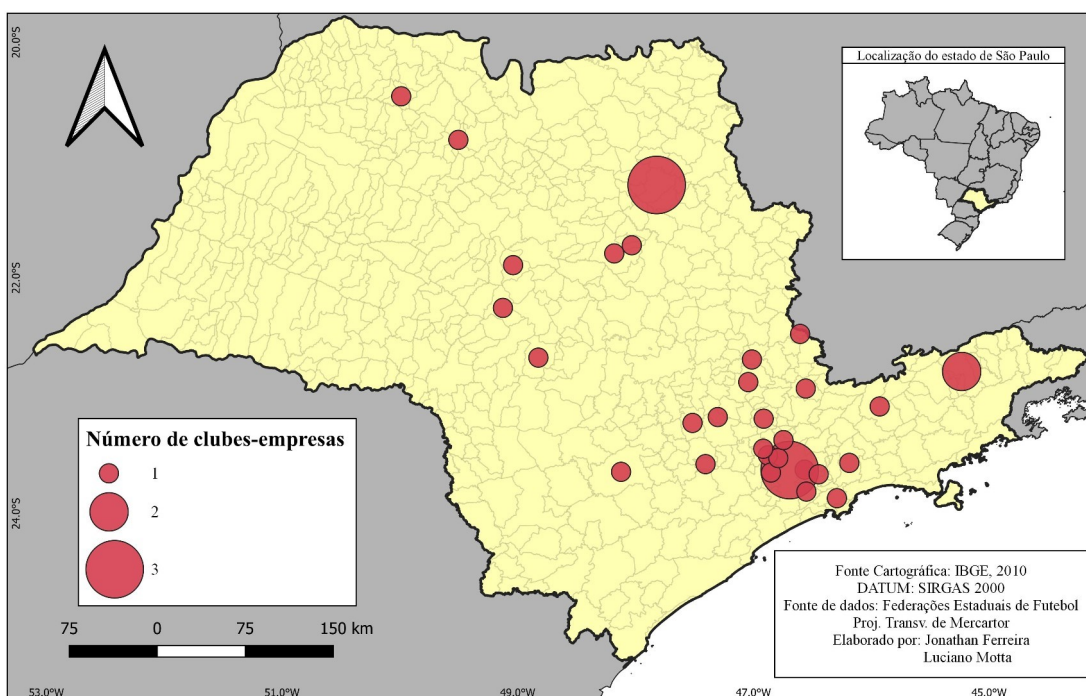 Localização do estado de São Paulo
20.0°S
22.0°S
24.0°S
Número de clubes-empresas
1
2
3
75 0 75 150 km
Fonte Cartográfica: IBGE, 2010
DATUM: SIRGAS 2000
Fonte de dados: Federações Estaduais de Futebol
Proj. Transv. de Mercartor
Elaborado por: Jonathan Ferreira
Luciano Motta
53.0°W 51.0°W 49.0°W 47.0°W 45.0°W